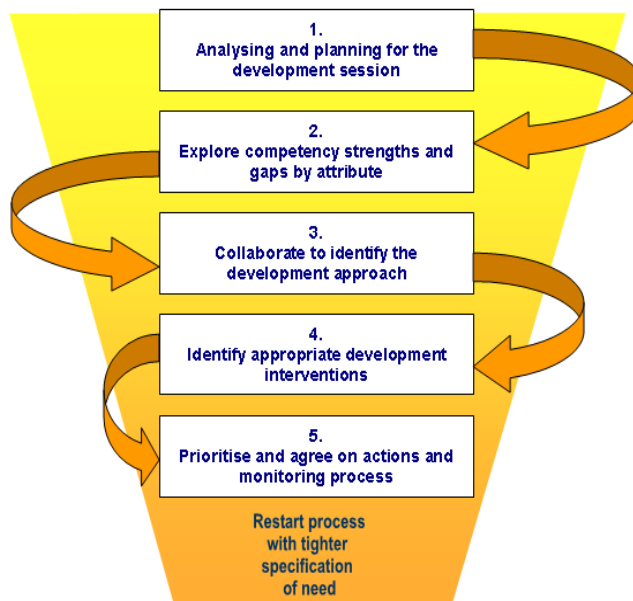 1.
Analysing and planning for the
development session
2.
Explore competency strengths and
gaps by attribute
3.
Collaborate to identify the
development approach
4.
Identify appropriate development
interventions
5.
Prioritise and agree on actions and
monitoring process
Restart process
with tighter
specification
of need